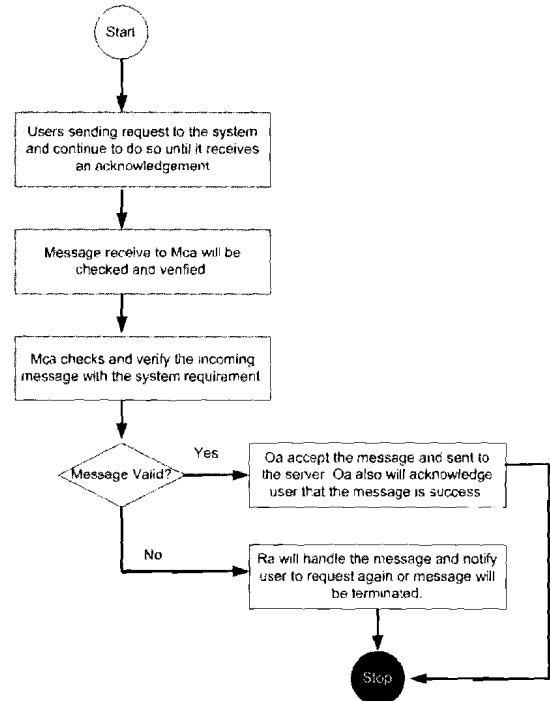 Start
Users sending request to the system
and continue to do so until it receives
an acknowledgement
Message receive to Mca will be
checked and verified
Mca checks and verify the incoming
message with the system requirement
Message Valid?
Yes
Oa accept the message and sent to
the server. Oa also will acknowledge
user that the message is success
No
Ra will handle the message and notify
user to request again or message will
be terminated.
Stop